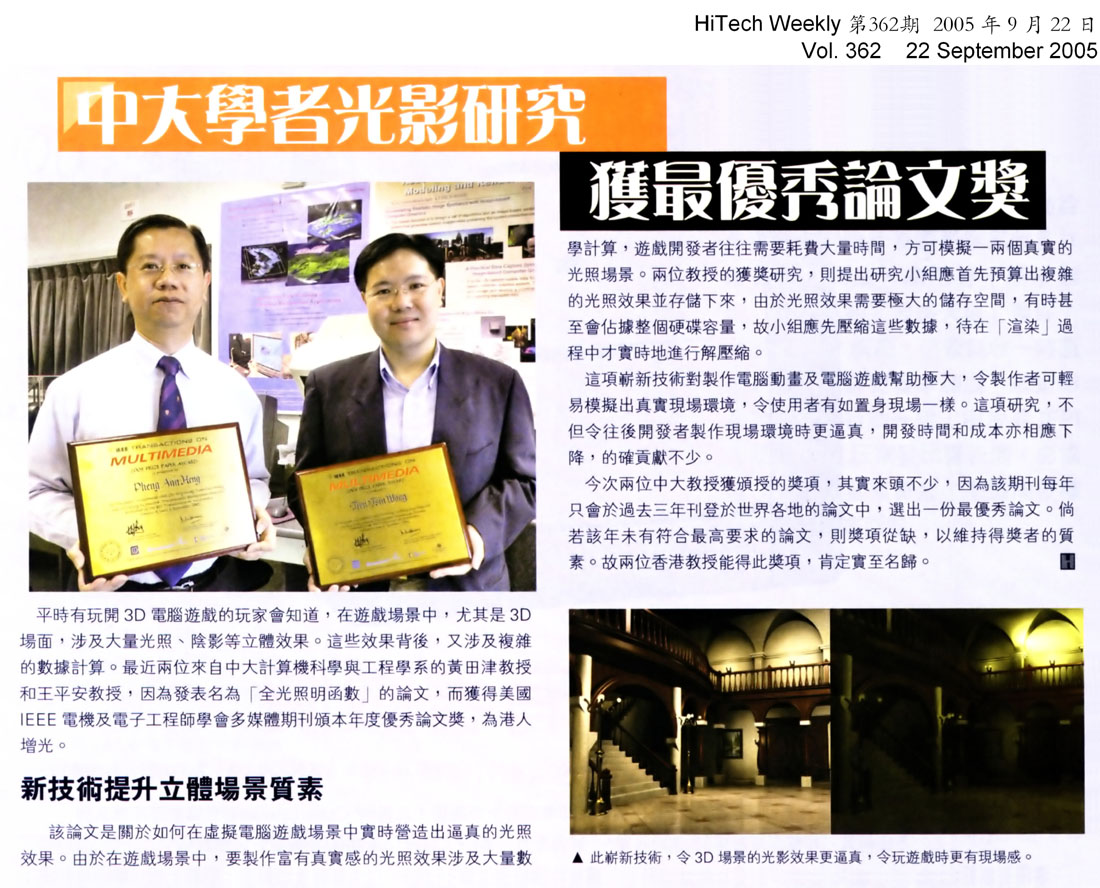 HiTech Weekly 第362期 2005 年 9 月 22 日
Vol. 362 22 September 2005
中大學者光影研究
獲最優秀論文獎
Modeling and
IEEE TRANSACTIONS ON
MULTIMEDIA
Pheng Ann Heng
IEEE TRANSACTIONS ON
MULTIMEDIA
平時有玩開 3D 電腦遊戲的玩家會知道，在遊戲場景中，尤其是 3D
場面，涉及大量光照、陰影等立體效果。這些效果背後，又涉及複雜
的數據計算。最近兩位來自中大計算機科學與工程學系的黃田津教授
和王平安教授，因為發表名為「全光照明函數」的論文，而獲得美國
IEEE 電機及電子工程師學會多媒體期刊頒本年度優秀論文獎，為港人
增光。
新技術提升立體場景質素
該論文是關於如何在虛擬電腦遊戲場景中實時營造出逼真的光照
效果。由於在遊戲場景中，要製作富有真實感的光照效果涉及大量數
學計算，遊戲開發者往往需要耗費大量時間，方可模擬一兩個真實的
光照場景。兩位教授的獲獎研究，則提出研究小組應首先預算出複雜
的光照效果並存儲下來，由於光照效果需要極大的儲存空間，有時甚
至會佔據整個硬碟容量，故小組應先壓縮這些數據，待在「渲染」過
程中才實時地進行解壓縮。
這項嶄新技術對製作電腦動畫及電腦遊戲幫助極大，令製作者可輕
易模擬出真實現場環境，令使用者有如置身現場一樣。這項研究，不
但令往後開發者製作現場環境時更逼真，開發時間和成本亦相應下
降，的確貢獻不少。
今次兩位中大教授獲頒授的獎項，其實來頭不少，因為該期刊每年
只會於過去三年刊登於世界各地的論文中，選出一份最優秀論文。倘
若該年未有符合最高要求的論文，則獎項從缺，以維持得獎者的質
素。故兩位香港教授能得此獎項，肯定實至名歸。
H
▲ 此嶄新技術，令 3D 場景的光影效果更逼真，令玩遊戲時更有現場感。